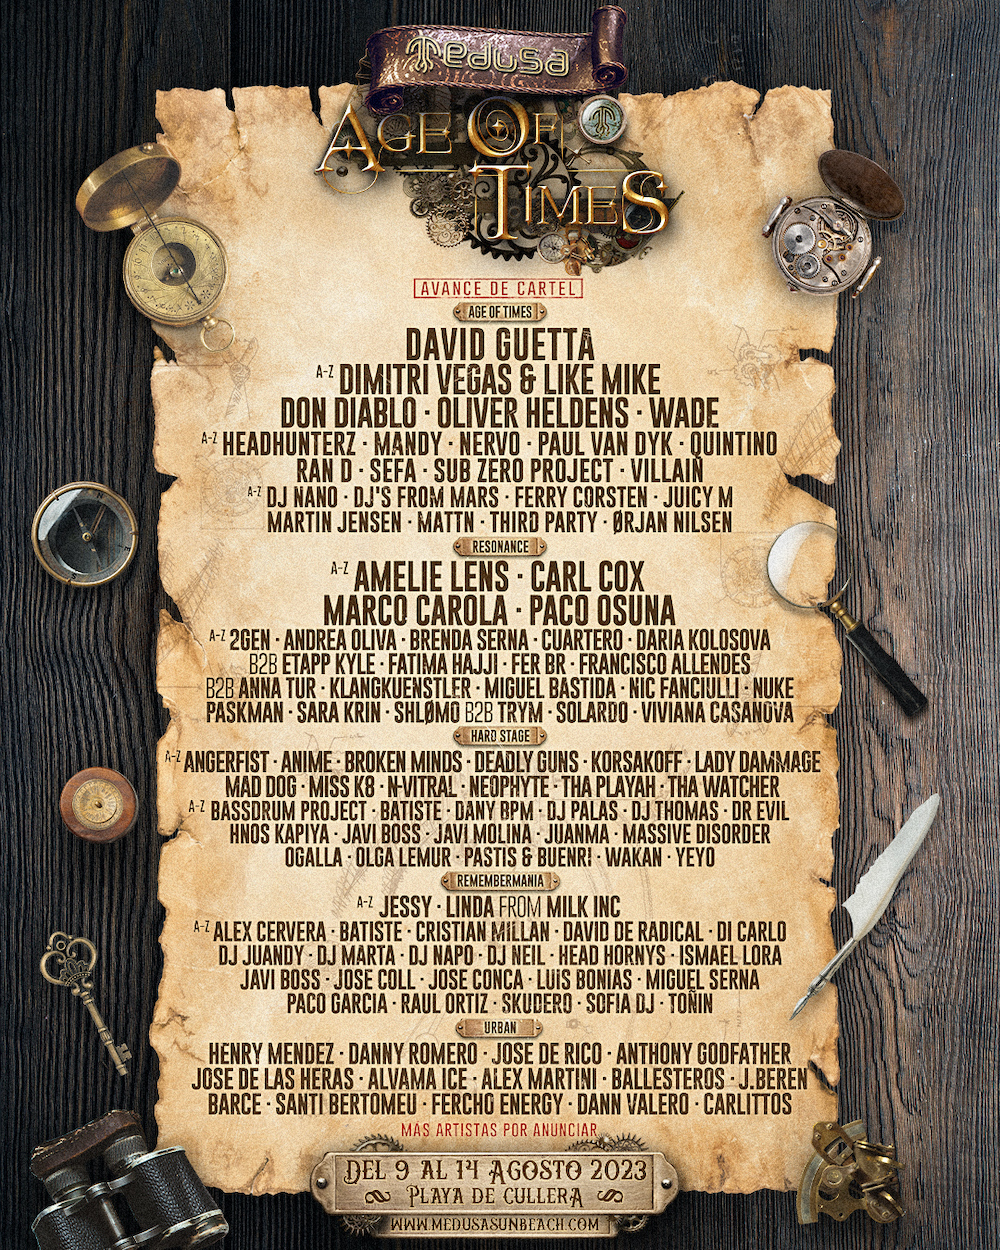 Medusa
AGE OF
TIMES
AVANCE DE CARTEL
AGE OF TIMES
DAVID GUETTA
A-Z DIMITRI VEGAS & LIKE MIKE
DON DIABLO · OLIVER HELDENS · WADE
A-Z HEADHUNTERZ · MANDY · NERVO · PAUL VAN DYK · QUINTINO
RAN D · SEFA · SUB ZERO PROJECT · VILLAIN
A-Z DJ NANO · DJ'S FROM MARS · FERRY CORSTEN · JUICY M
MARTIN JENSEN · MATTN · THIRD PARTY · ØRJAN NILSEN
RESONANCE
A-Z AMELIE LENS · CARL COX
MARCO CAROLA · PACO OSUNA
A-Z 2GEN · ANDREA OLIVA · BRENDA SERNA · CUARTERO · DARIA KOLOSOVA
B2B ETAPP KYLE · FATIMA HAJJI · FER BR · FRANCISCO ALLENDES
B2B ANNA TUR · KLANGKUENSTLER · MIGUEL BASTIDA · NIC FANCIULLI · NUKE
PASKMAN · SARA KRIN · SHLØMO B2B TRYM · SOLARDO · VIVIANA CASANOVA
HARD STAGE
A-Z ANGERFIST · ANIME · BROKEN MINDS · DEADLY GUNS · KORSAKOFF · LADY DAMMAGE
MAD DOG · MISS K8 · N-VITRAL · NEOPHYTE · THA PLAYAH · THA WATCHER
A-Z BASSDRUM PROJECT · BATISTE · DANY BPM · DJ PALAS · DJ THOMAS · DR EVIL
HNOS KAPIYA · JAVI BOSS · JAVI MOLINA · JUANMA · MASSIVE DISORDER
OGALLA · OLGA LEMUR · PASTIS & BUENRI · WAKAN · YEYO
REMEMBERMANIA
A-Z JESSY · LINDA FROM MILK INC
A-Z ALEX CERVERA · BATISTE · CRISTIAN MILLAN · DAVID DE RADICAL · DI CARLO
DJ JUANDY · DJ MARTA · DJ NAPO · DJ NEIL · HEAD HORNYS · ISMAEL LORA
JAVI BOSS · JOSE COLL · JOSE CONCA · LUIS BONIAS · MIGUEL SERNA
PACO GARCIA · RAUL ORTIZ · SKUDERO · SOFIA DJ · TOÑIN
URBAN
HENRY MENDEZ · DANNY ROMERO · JOSE DE RICO · ANTHONY GODFATHER
JOSE DE LAS HERAS · ALVAMA ICE · ALEX MARTINI · BALLESTEROS · J.BEREN
BARCE · SANTI BERTOMEU · FERCHO ENERGY · DANN VALERO · CARLITTOS
MAS ARTISTAS POR ANUNCIAR
DEL 9 AL 14 AGOSTO 2023
PLAYA DE CULLERA
WWW.MEDUSASUNBEACH.COM